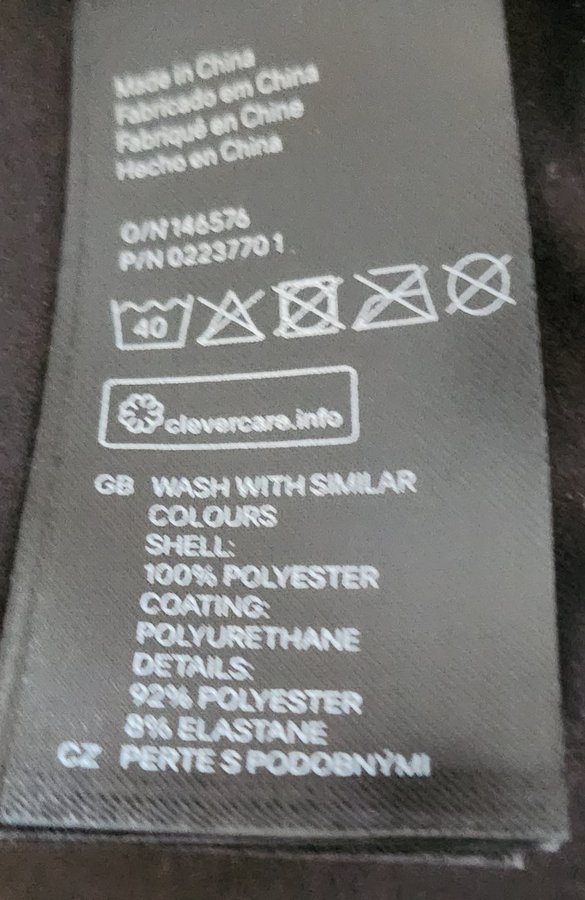 Made in China
Fabricado em China
Fabriqué en Chine
Hecho en China
O/N 146576
P/N 02237701
40
clevercare.info
GB WASH WITH SIMILAR
COLOURS
SHELL:
100% POLYESTER
COATING:
POLYURETHANE
DETAILS:
92% POLYESTER
8% ELASTANE
CZ PERTE S PODOBNÝMI